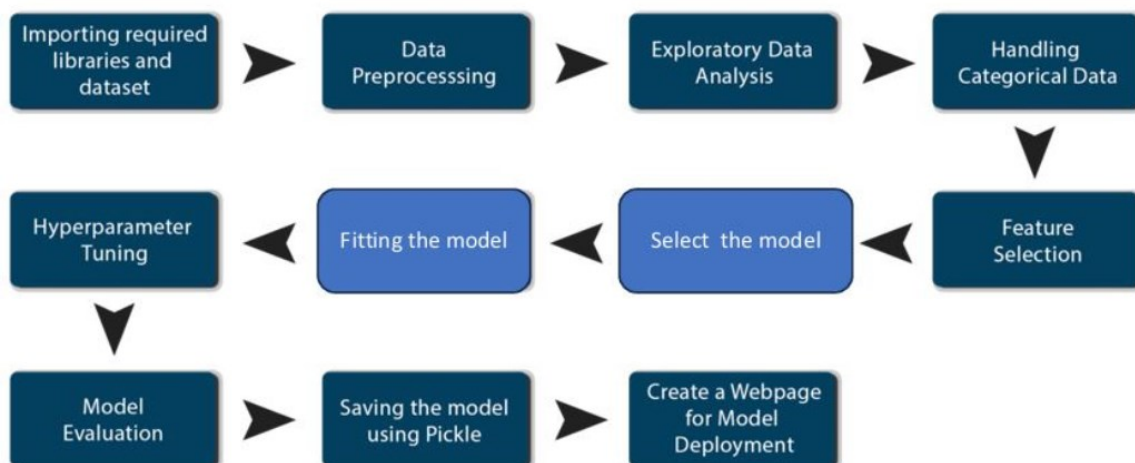 Importing required
libraries and
dataset
Data
Preprocesssing
Exploratory Data
Analysis
Handling
Categorical Data
Hyperparameter
Tuning
Fitting the model
Select the model
Feature
Selection
Model
Evaluation
Saving the model
using Pickle
Create a Webpage
for Model
Deployment